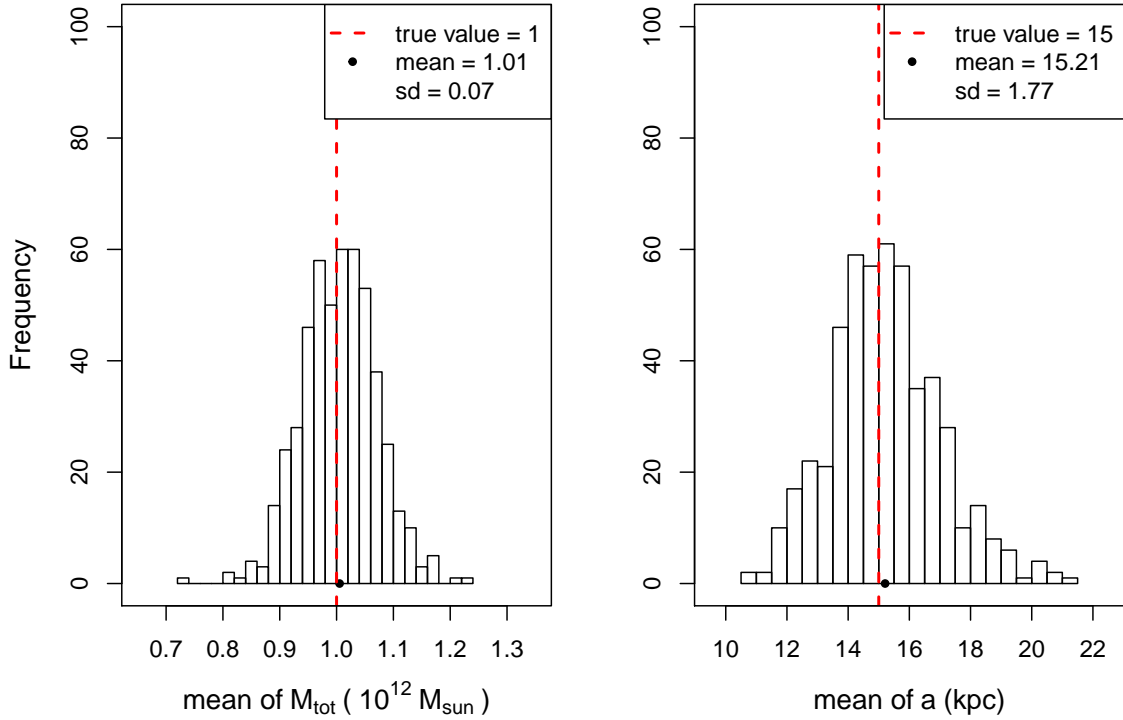 true value = 1
mean = 1.01
sd = 0.07
Frequency
100
80
60
40
20
0
0.7 0.8 0.9 1.0 1.1 1.2 1.3
mean of M_tot ( 10^12 M_sun )
true value = 15
mean = 15.21
sd = 1.77
100
80
60
40
20
0
10 12 14 16 18 20 22
mean of a (kpc)